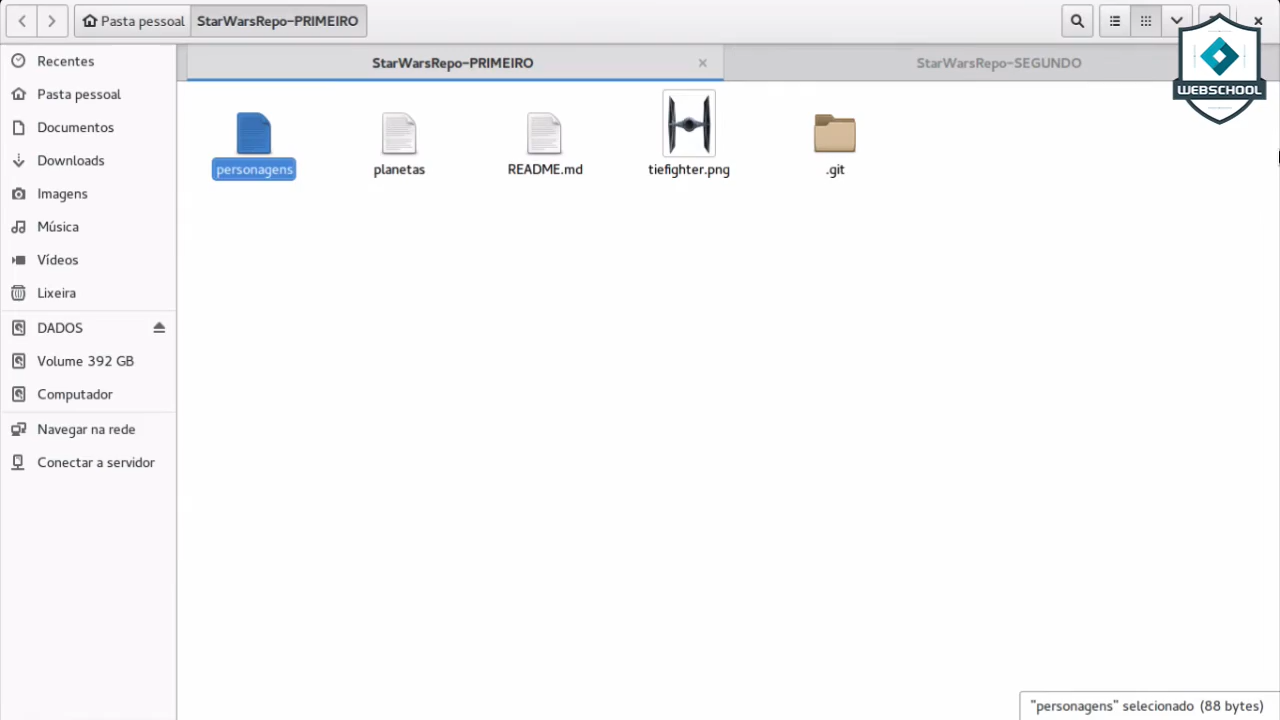 Pasta pessoal
StarWarsRepo-PRIMEIRO
StarWarsRepo-PRIMEIRO
StarWarsRepo-SEGUNDO
WEBSCHOOL
Recentes
Pasta pessoal
Documentos
Downloads
Imagens
Música
Vídeos
Lixeira
DADOS
Volume 392 GB
Computador
Navegar na rede
Conectar a servidor
personagens
planetas
README.md
tiefighter.png
.git
"personagens" selecionado (88 bytes)